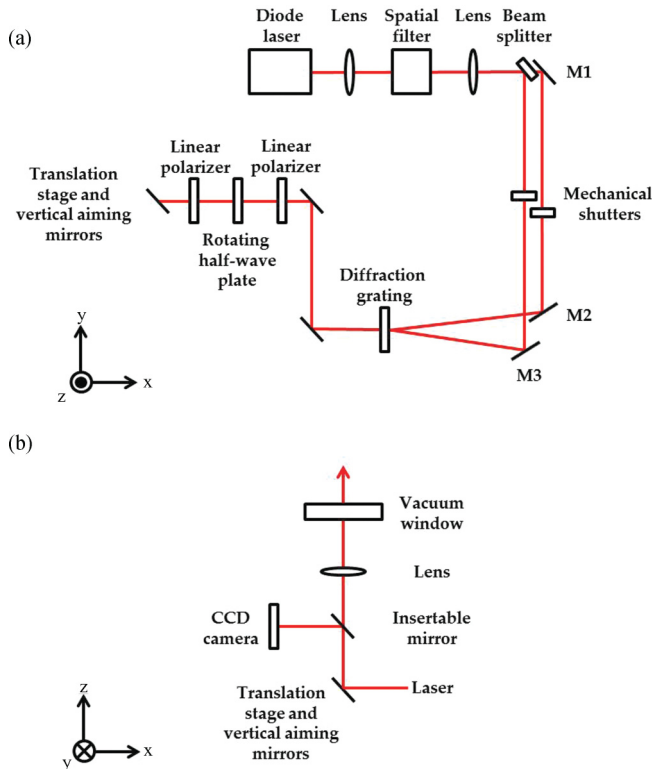 (a)
Diode
laser
Lens
Spatial
filter
Lens
Beam
splitter
M1
Linear
polarizer
Linear
polarizer
Translation
stage and
vertical aiming
mirrors
Rotating
half-wave
plate
Mechanical
shutters
Diffraction
grating
M2
M3
y
z
x
(b)
Vacuum
window
Lens
CCD
camera
Insertable
mirror
Laser
Translation
stage and
vertical aiming
mirrors
z
y
x